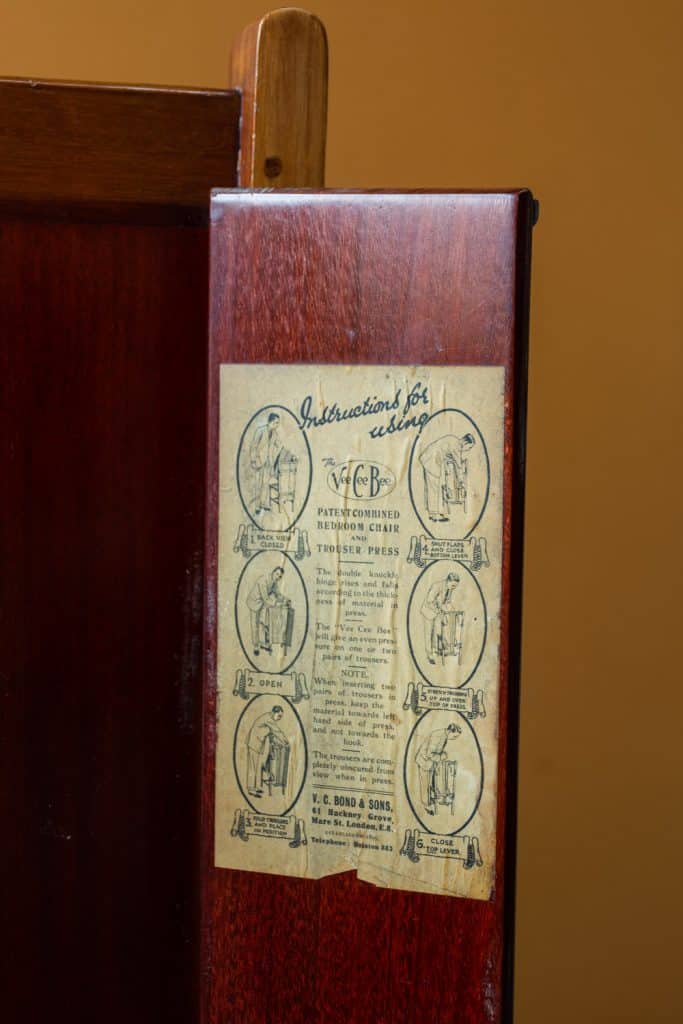 Instructions for
using
The
Vee Cee Bee
PATENT COMBINED
BEDROOM CHAIR
AND
TROUSER PRESS
The double knuckle
hinge rises and falls
according to the thick-
ness of material in
press.
The "Vee Cee Bee"
will give an even pres-
sure on one or two
pairs of trousers.
NOTE.
When inserting two
pairs of trousers in
press, keep the
material towards left
hand side of press,
and not towards the
hook.
The trousers are com-
pletely obscured from
view when in press.
V. C. BOND & SONS,
61 Hackney Grove,
Mare St. London, E.8.
Telephone:
1. BACK VIEW
CLOSED
2. OPEN
3. FOLD TROUSERS
AND PLACE
IN POSITION
4. SHUT FLAPS
AND CLOSE
BOTTOM LEVER
5. STRETCH TROUSERS
UP AND OVER
TOP OF PRESS.
6. CLOSE
TOP LEVER